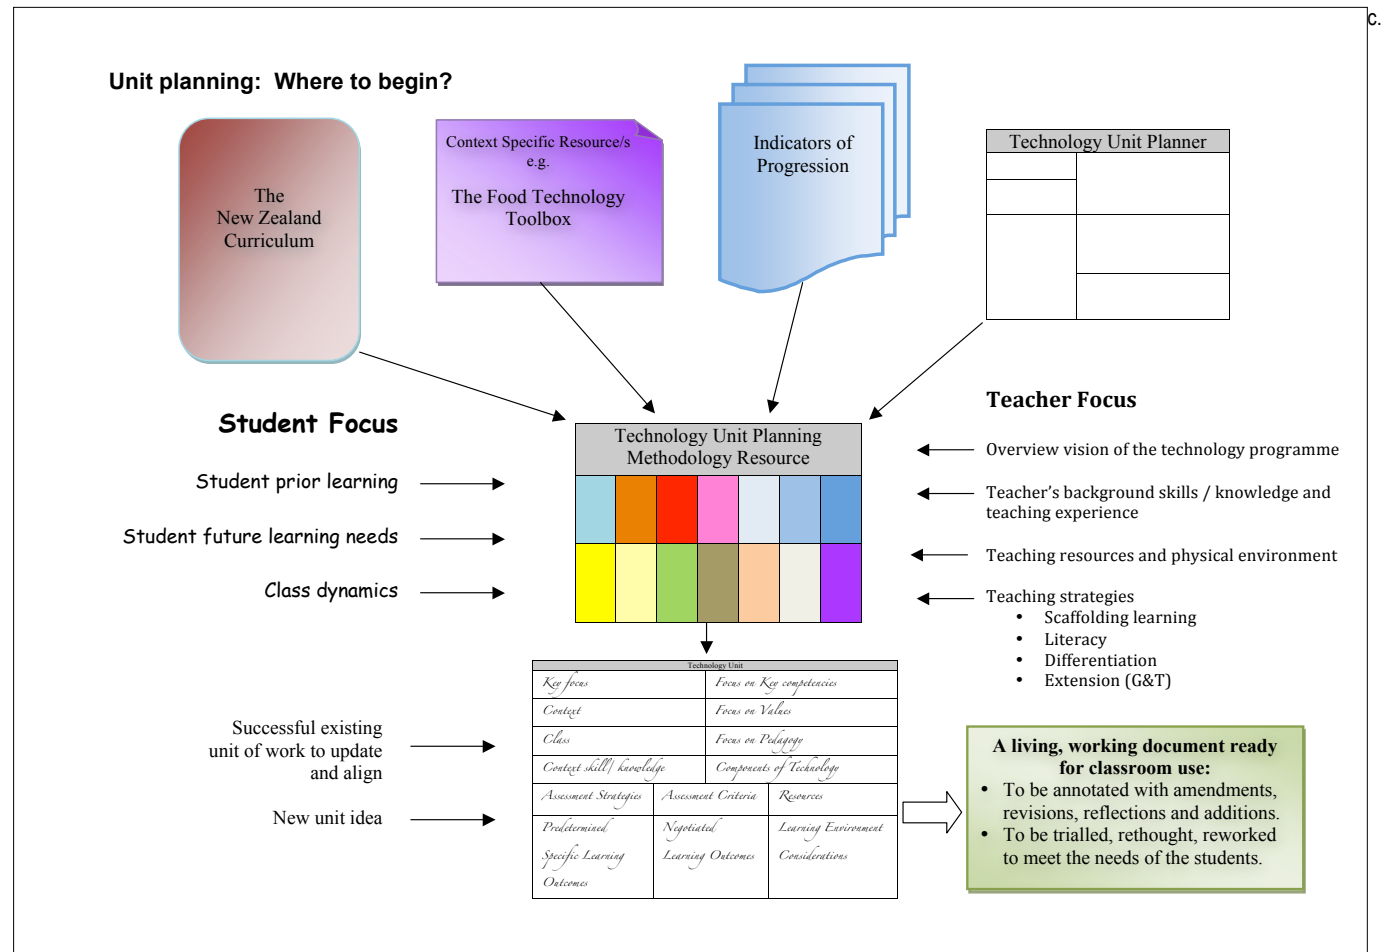 c.
Unit planning:  Where to begin?
The
New Zealand
Curriculum
Context Specific Resource/s
e.g.
The Food Technology
Toolbox
Indicators of
Progression
Technology Unit Planner
Student Focus
Student prior learning
Student future learning needs
Class dynamics
Technology Unit Planning
Methodology Resource
Teacher Focus
Overview vision of the technology programme
Teacher’s background skills / knowledge and
teaching experience
Teaching resources and physical environment
Teaching strategies
• Scaffolding learning
• Literacy
• Differentiation
• Extension (G&T)
Successful existing
unit of work to update
and align
New unit idea
Technology Unit
Key focus
Focus on Key competencies
Context
Focus on Values
Class
Focus on Pedagogy
Context skill/ knowledge
Components of Technology
Assessment Strategies
Assessment Criteria
Resources
Predetermined
Specific Learning
Outcomes
Negotiated
Learning Outcomes
Learning Environment
Considerations
A living, working document ready
for classroom use:
• To be annotated with amendments,
revisions, reflections and additions.
• To be trialled, rethought, reworked
to meet the needs of the students.